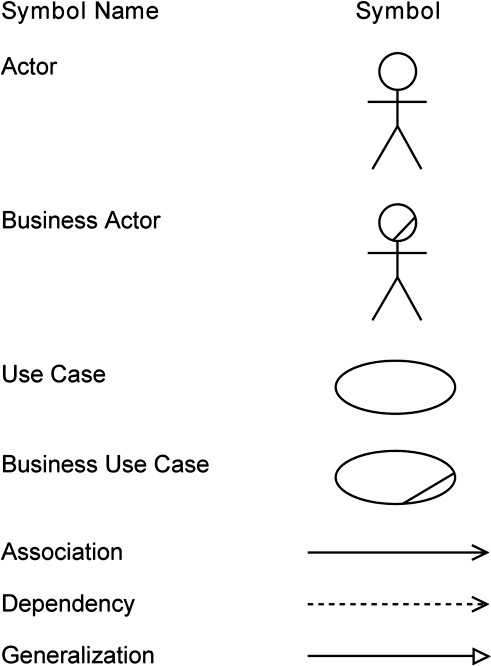 Symbol Name Symbol
Actor
Business Actor
Use Case
Business Use Case
Association
Dependency
Generalization